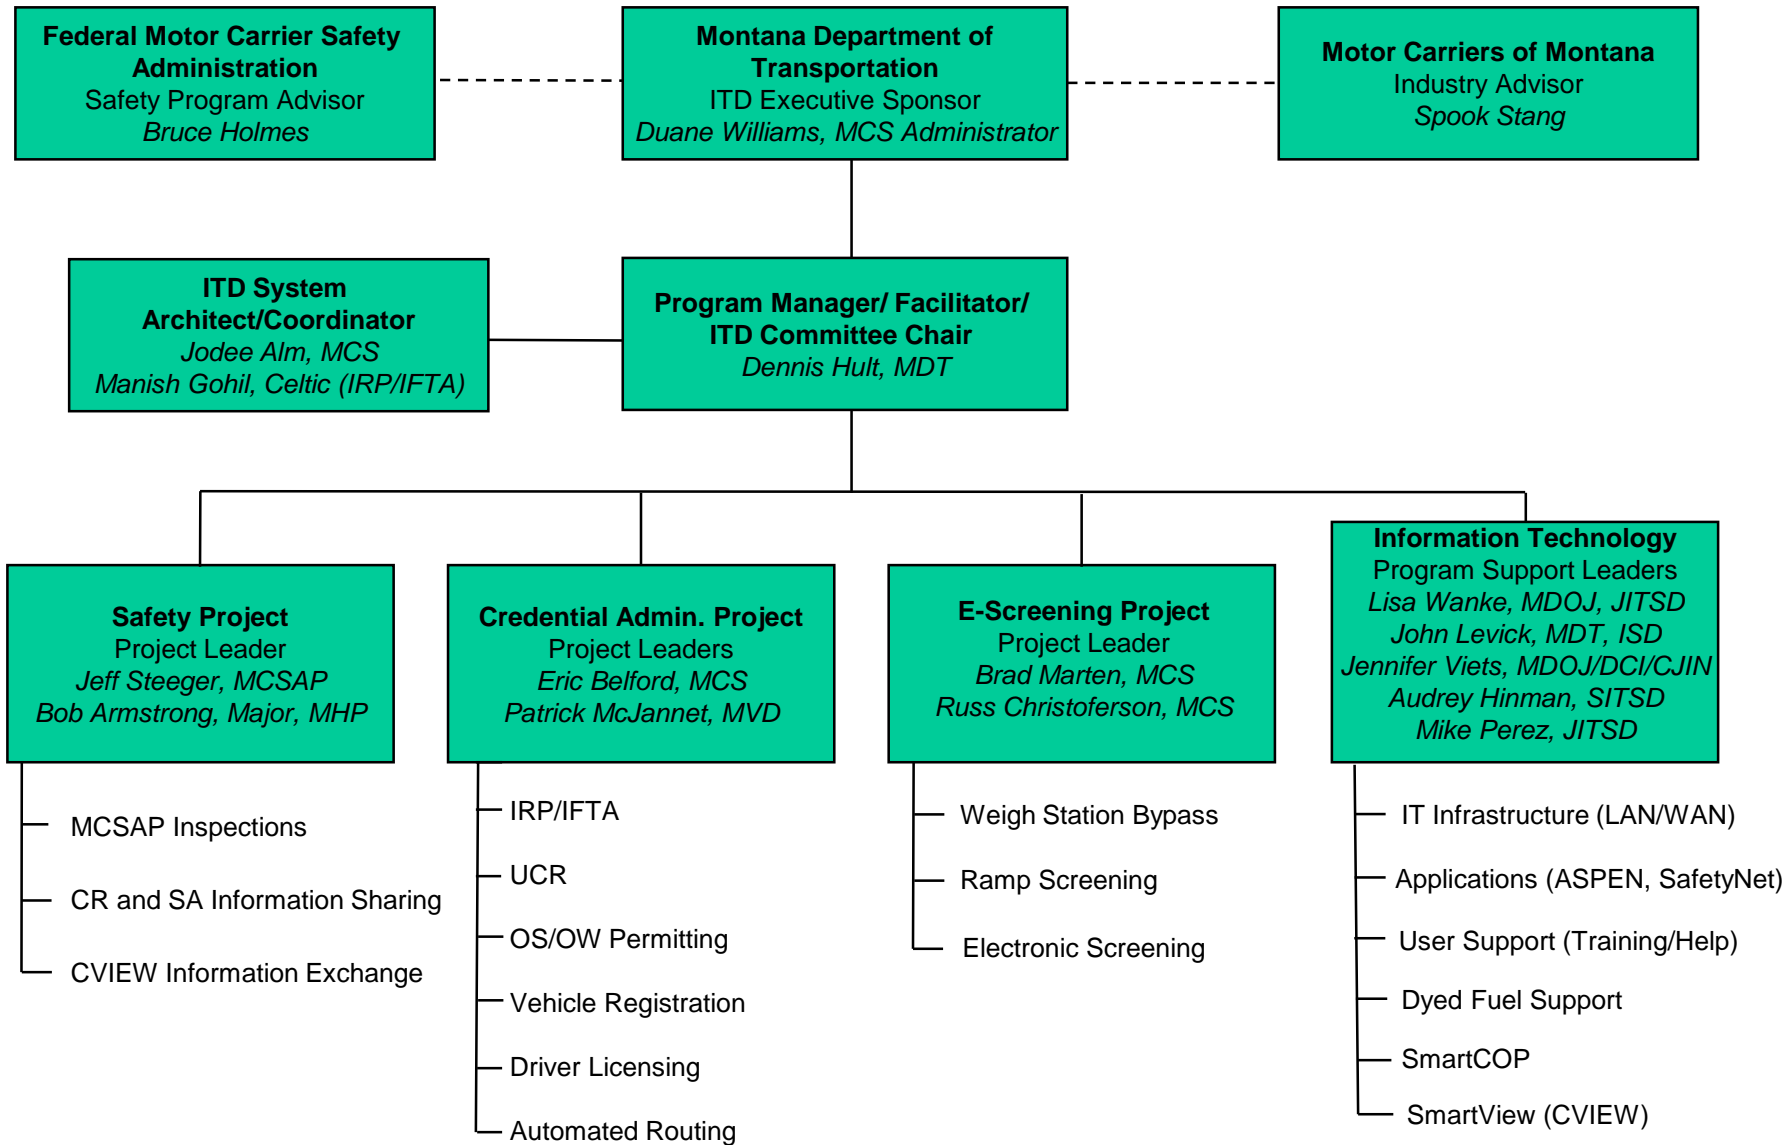 Federal Motor Carrier Safety
Administration
Safety Program Advisor
Bruce Holmes
Montana Department of
Transportation
ITD Executive Sponsor
Duane Williams, MCS Administrator
Motor Carriers of Montana
Industry Advisor
Spook Stang
ITD System
Architect/Coordinator
Jodee Alm, MCS
Manish Gohil, Celtic (IRP/IFTA)
Program Manager/ Facilitator/
ITD Committee Chair
Dennis Hult, MDT
Safety Project
Project Leader
Jeff Steeger, MCSAP
Bob Armstrong, Major, MHP
MCSAP Inspections
CR and SA Information Sharing
CVIEW Information Exchange
Credential Admin. Project
Project Leaders
Eric Belford, MCS
Patrick McJannet, MVD
IRP/IFTA
UCR
OS/OW Permitting
Vehicle Registration
Driver Licensing
Automated Routing
E-Screening Project
Project Leader
Brad Marten, MCS
Russ Christoferson, MCS
Weigh Station Bypass
Ramp Screening
Electronic Screening
Information Technology
Program Support Leaders
Lisa Wanke, MDOJ, JITSD
John Levick, MDT, ISD
Jennifer Viets, MDOJ/DCI/CJIN
Audrey Hinman, SITSD
Mike Perez, JITSD
IT Infrastructure (LAN/WAN)
Applications (ASPEN, SafetyNet)
User Support (Training/Help)
Dyed Fuel Support
SmartCOP
SmartView (CVIEW)